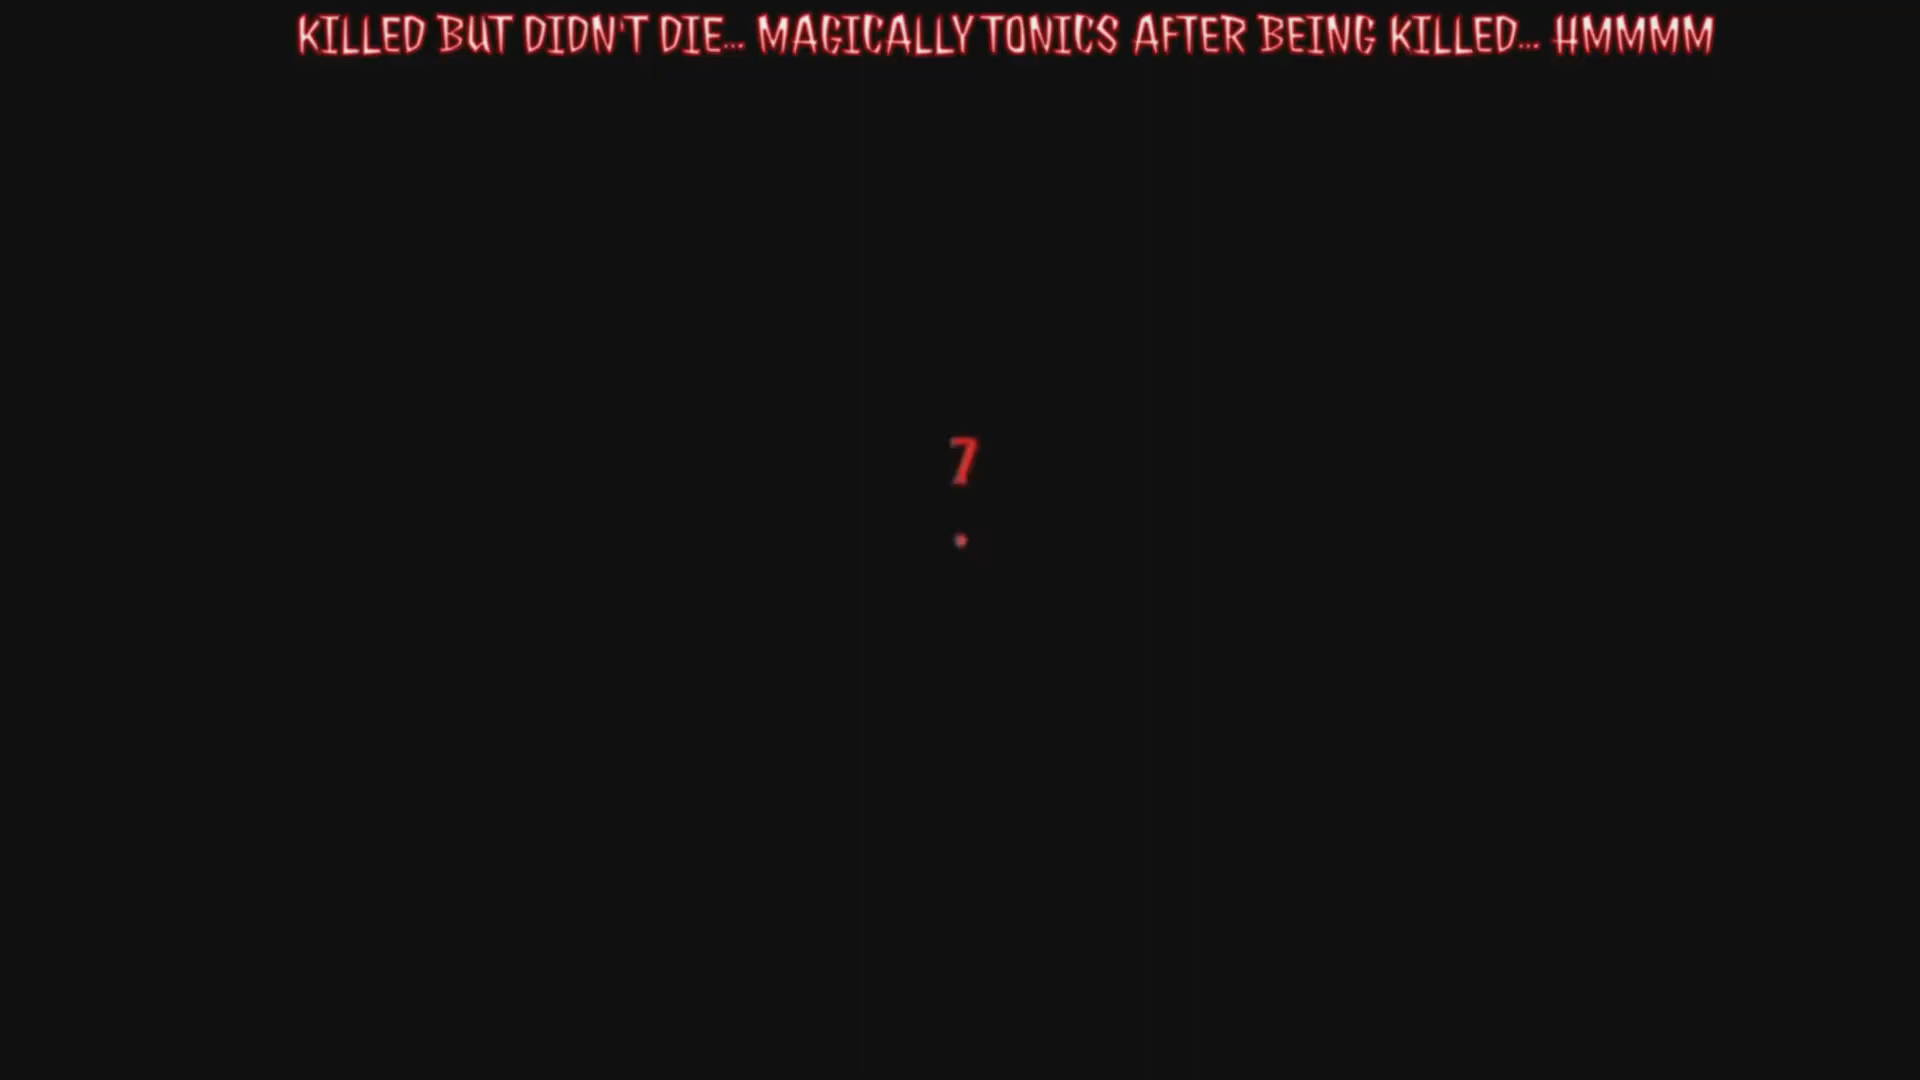 KILLED BUT DIDN'T DIE... MAGICALLY TONICS AFTER BEING KILLED... HMMMM
7